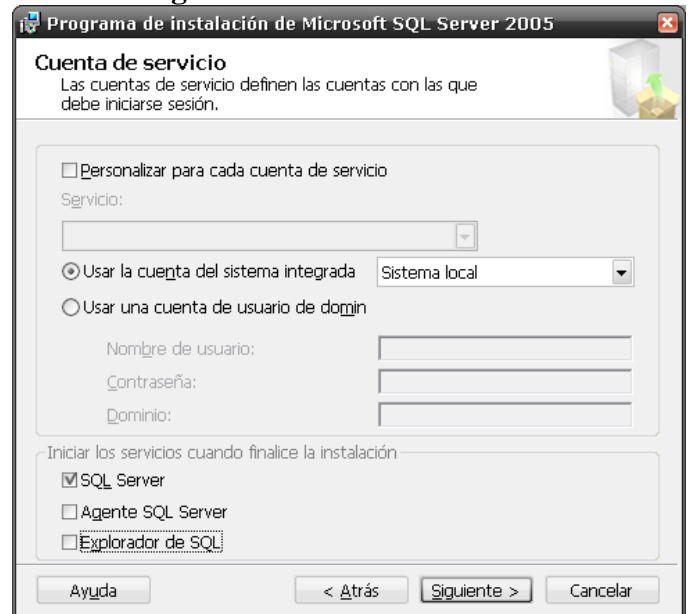 Programa de instalación de Microsoft SQL Server 2005
Cuenta de servicio
Las cuentas de servicio definen las cuentas con las que
debe iniciarse sesión.
Personalizar para cada cuenta de servicio
Servicio:
Usar la cuenta del sistema integrada Sistema local
Usar una cuenta de usuario de domin
Nombre de usuario:
Contraseña:
Dominio:
Iniciar los servicios cuando finalice la instalación
SQL Server
Agente SQL Server
Explorador de SQL
Ayuda < Atrás Siguiente > Cancelar